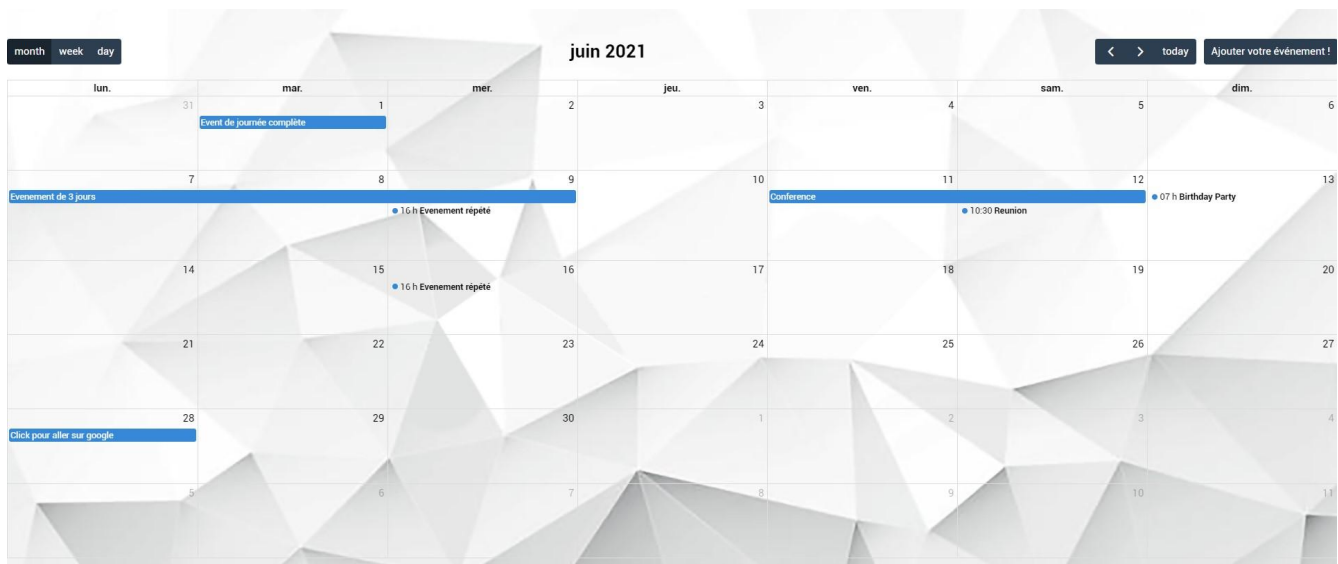 month week day juin 2021 today Ajouter votre événement !
lun. mar. mer. jeu. ven. sam. dim.
31 1 2 3 4 5 6
Event de journée complète
7 8 9 10 11 12 13
Evenement de 3 jours Conference 07 h Birthday Party
16 h Evenement répété 10:30 Reunion
14 15 16 17 18 19 20
16 h Evenement répété
21 22 23 24 25 26 27
28 29 30 1 2 3 4
Click pour aller sur google
5 6 7 8 9 10 11